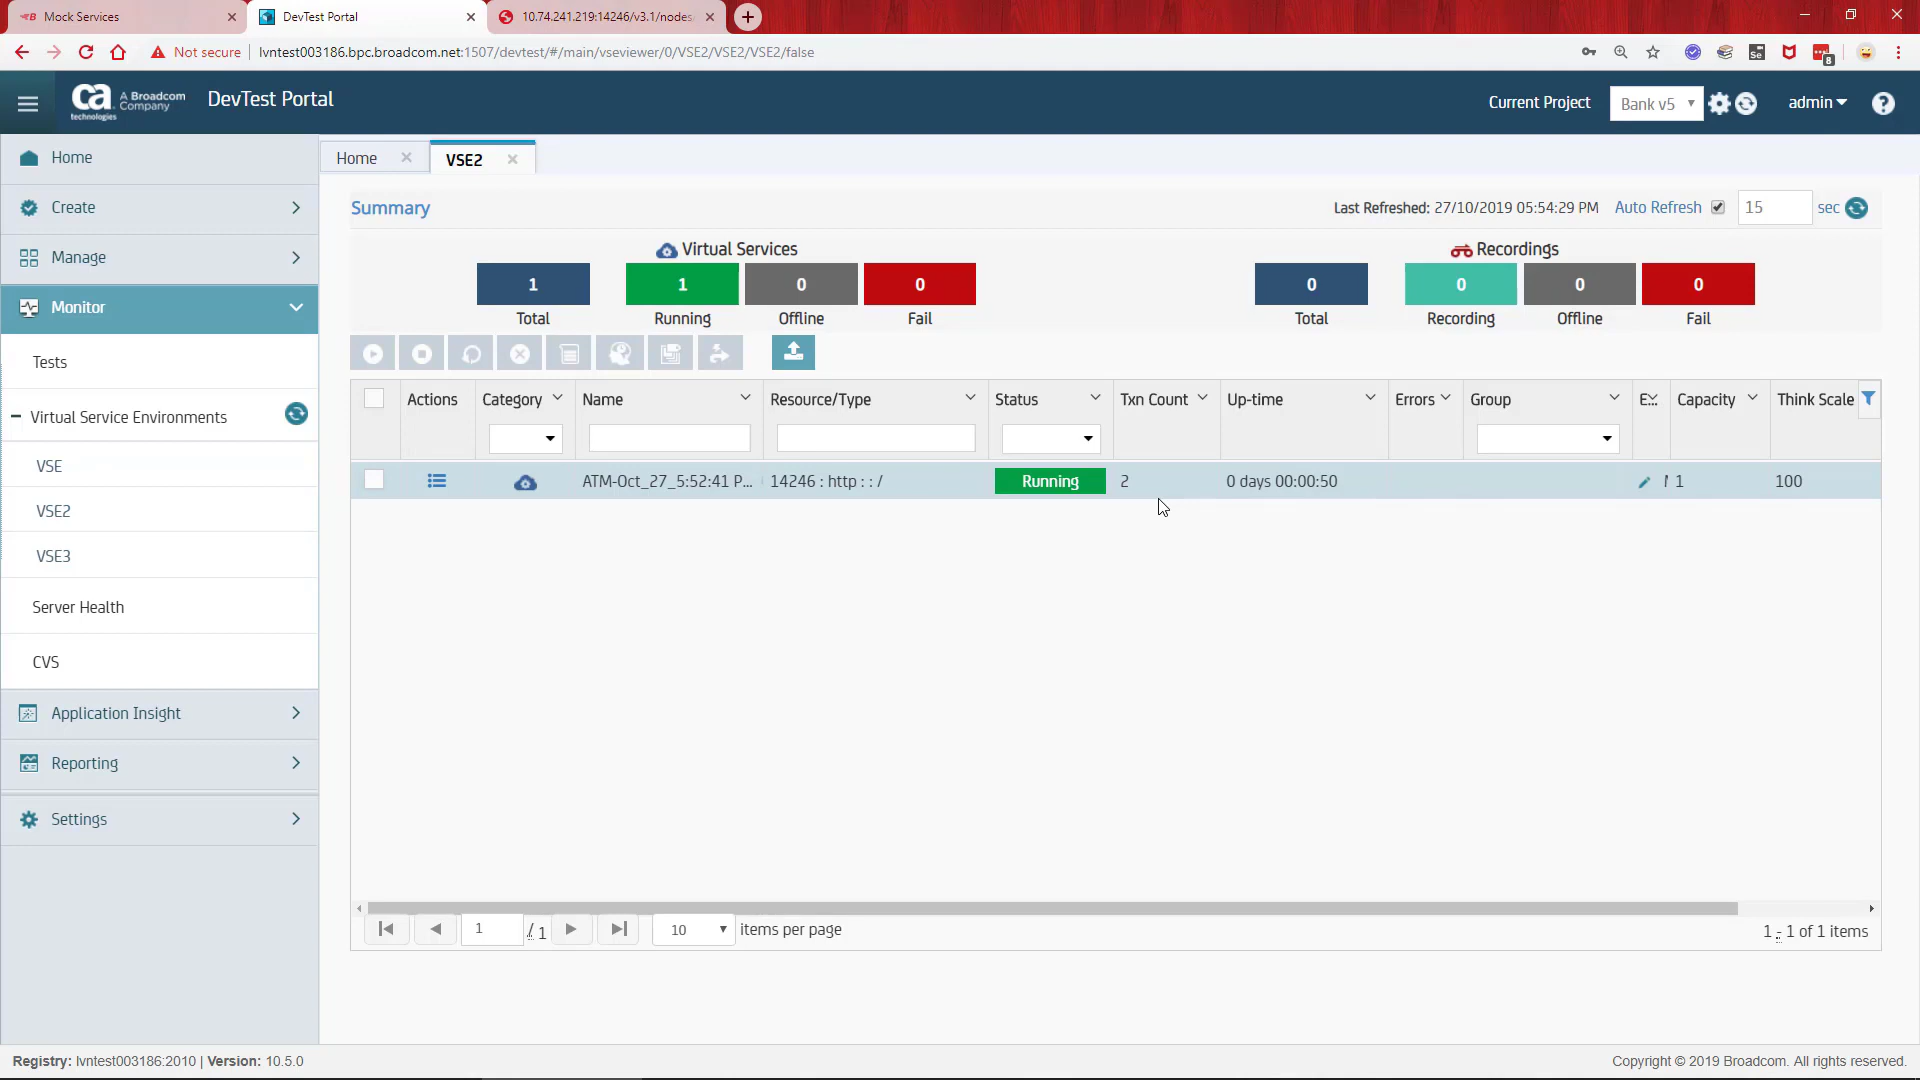 Mock Services
DevTest Portal
10.74.241.219:14246/v3.1/nodes
Not secure
lvntest003186.bpc.broadcom.net:1507/devtest/#/main/vseviewer/0/VSE2/VSE2/VSE2/false
8
ca
technologies
A Broadcom
Company
DevTest Portal
Current Project
Bank v5
admin
?
Home
Create
Manage
Monitor
Tests
Virtual Service Environments
VSE
VSE2
VSE3
Server Health
CVS
Application Insight
Reporting
Settings
Home
VSE2
Summary
Last Refreshed: 27/10/2019 05:54:29 PM
Auto Refresh
15
sec
Virtual Services
1
Total
1
Running
0
Offline
0
Fail
Recordings
0
Total
0
Recording
0
Offline
0
Fail
Actions
Category
Name
Resource/Type
Status
Txn Count
Up-time
Errors
Group
E...
Capacity
Think Scale
ATM-Oct_27_5:52:41 P...
14246 : http : : /
Running
2
0 days 00:00:50
1
100
1
/ 1
10
items per page
1 - 1 of 1 items
Registry: lvntest003186:2010 | Version: 10.5.0
Copyright © 2019 Broadcom. All rights reserved.